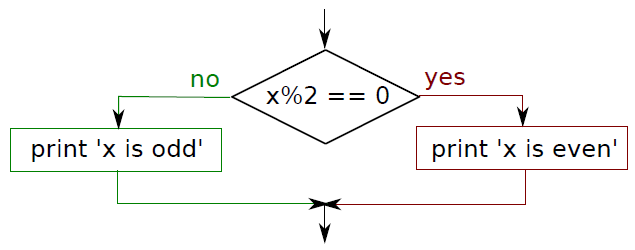 no
yes
x%2 == 0
print 'x is odd'
print 'x is even'